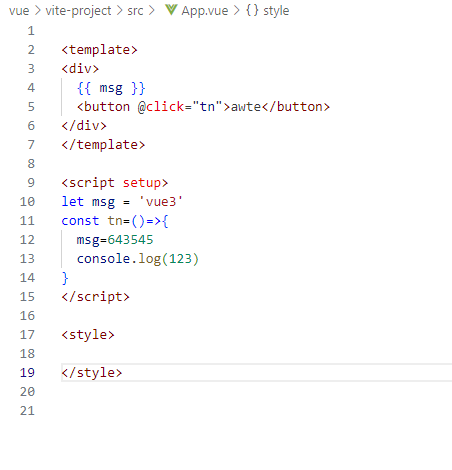 vue > vite-project > src > App.vue > {} style
1
2 <template>
3 <div>
4 {{ msg }}
5 <button @click="tn">awte</button>
6 </div>
7 </template>
8
9 <script setup>
10 let msg = 'vue3'
11 const tn=()=>{
12 msg=643545
13 console.log(123)
14 }
15 </script>
16
17 <style>
18
19 </style>
20
21